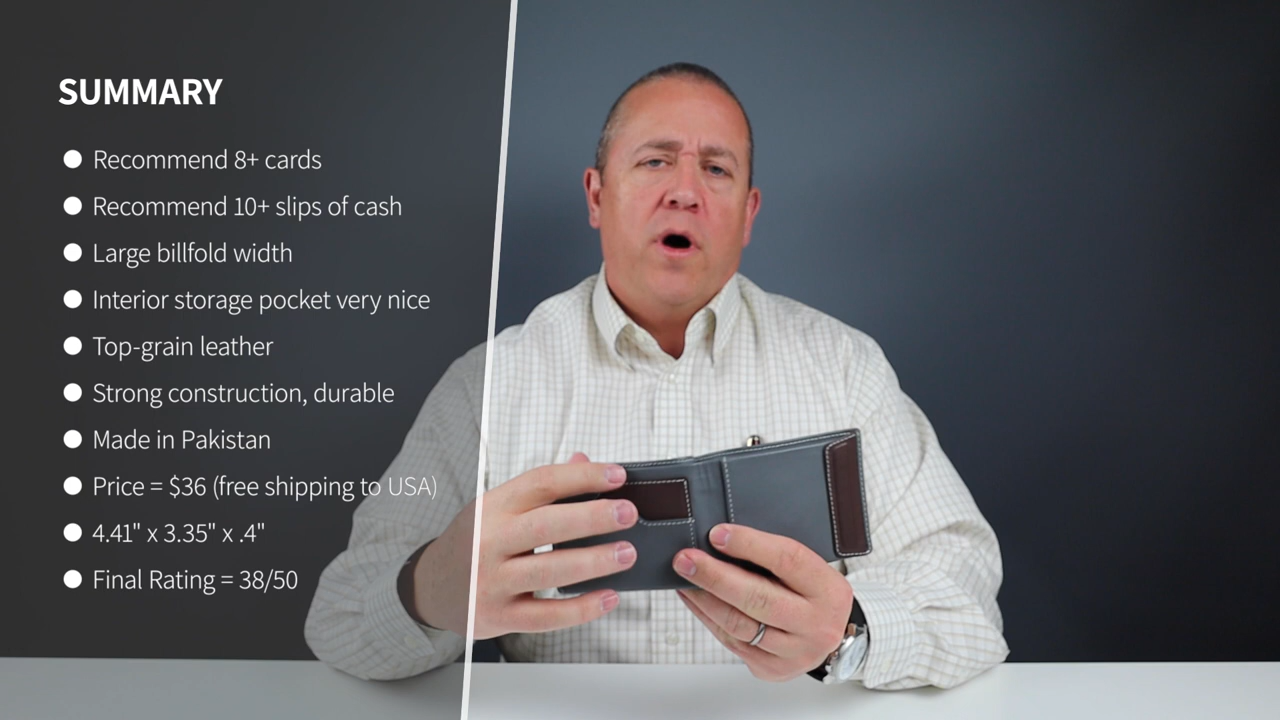 SUMMARY
Recommend 8+ cards
Recommend 10+ slips of cash
Large billfold width
Interior storage pocket very nice
Top-grain leather
Strong construction, durable
Made in Pakistan
Price = $36 (free shipping to USA)
4.41" x 3.35" x .4"
Final Rating = 38/50